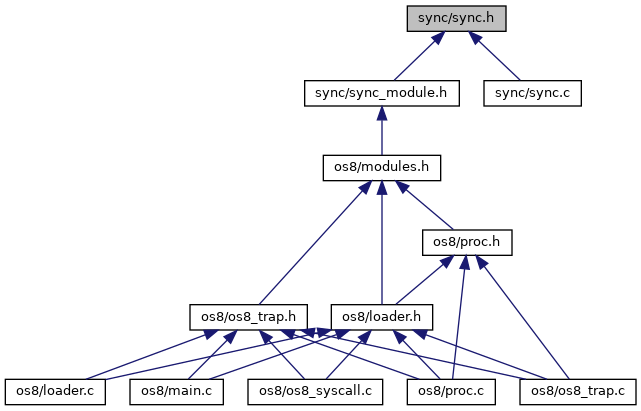 sync/sync.h
sync/sync_module.h
sync/sync.c
os8/modules.h
os8/proc.h
os8/os8_trap.h
os8/loader.h
os8/loader.c
os8/main.c
os8/os8_syscall.c
os8/proc.c
os8/os8_trap.c